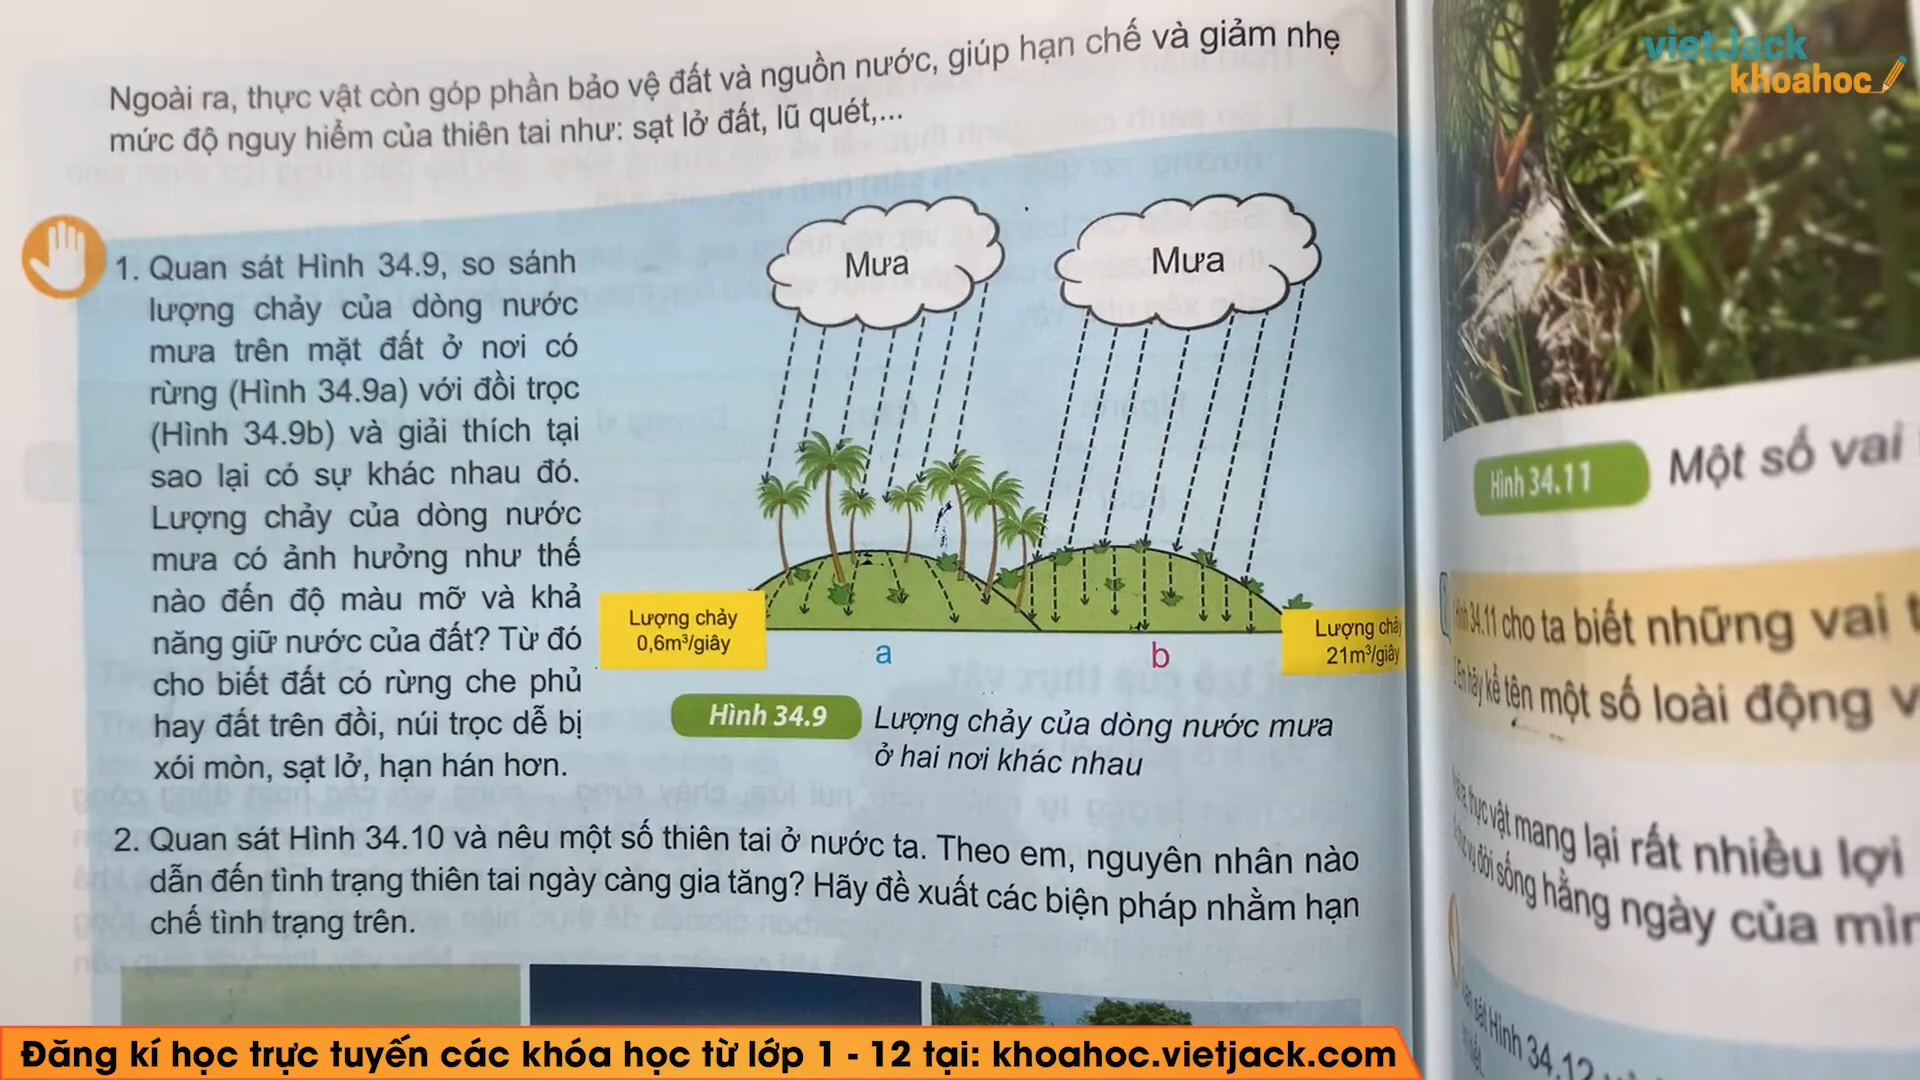 Ngoài ra, thực vật còn góp phần bảo vệ đất và nguồn nước, giúp hạn chế và giảm nhẹ
mức độ nguy hiểm của thiên tai như: sạt lở đất, lũ quét,...
1. Quan sát Hình 34.9, so sánh
lượng chảy của dòng nước
mưa trên mặt đất ở nơi có
rừng (Hình 34.9a) với đồi trọc
(Hình 34.9b) và giải thích tại
sao lại có sự khác nhau đó.
Lượng chảy của dòng nước
mưa có ảnh hưởng như thế
nào đến độ màu mỡ và khả
năng giữ nước của đất? Từ đó
cho biết đất có rừng che phủ
hay đất trên đồi, núi trọc dễ bị
xói mòn, sạt lở, hạn hán hơn.
Mưa
Mưa
Lượng chảy
0,6m³/giây
a
b
Lượng chảy
21m³/giây
Hình 34.9
Lượng chảy của dòng nước mưa
ở hai nơi khác nhau
2. Quan sát Hình 34.10 và nêu một số thiên tai ở nước ta. Theo em, nguyên nhân nào
dẫn đến tình trạng thiên tai ngày càng gia tăng? Hãy đề xuất các biện pháp nhằm hạn
chế tình trạng trên.
vietJack
khoahoc
Hình 34.11
Một số vai
34.11 cho ta biết những vai
hãy kể tên một số loài động
thực vật mang lại rất nhiều lợi
đời sống hằng ngày của
Hình 34.12
Đăng kí học trực tuyến các khóa học từ lớp 1 - 12 tại: khoahoc.vietjack.com